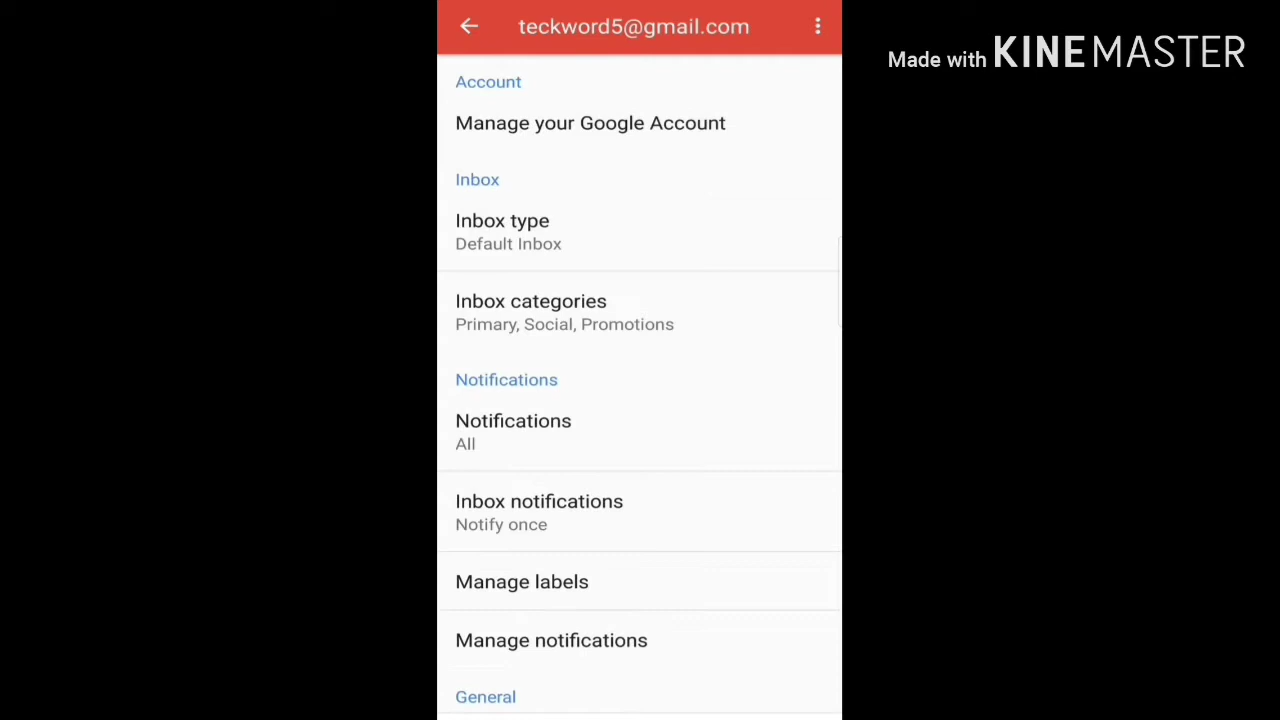 teckword5@gmail.com
Made with KINEMASTER
Account
Manage your Google Account
Inbox
Inbox type
Default Inbox
Inbox categories
Primary, Social, Promotions
Notifications
Notifications
All
Inbox notifications
Notify once
Manage labels
Manage notifications
General